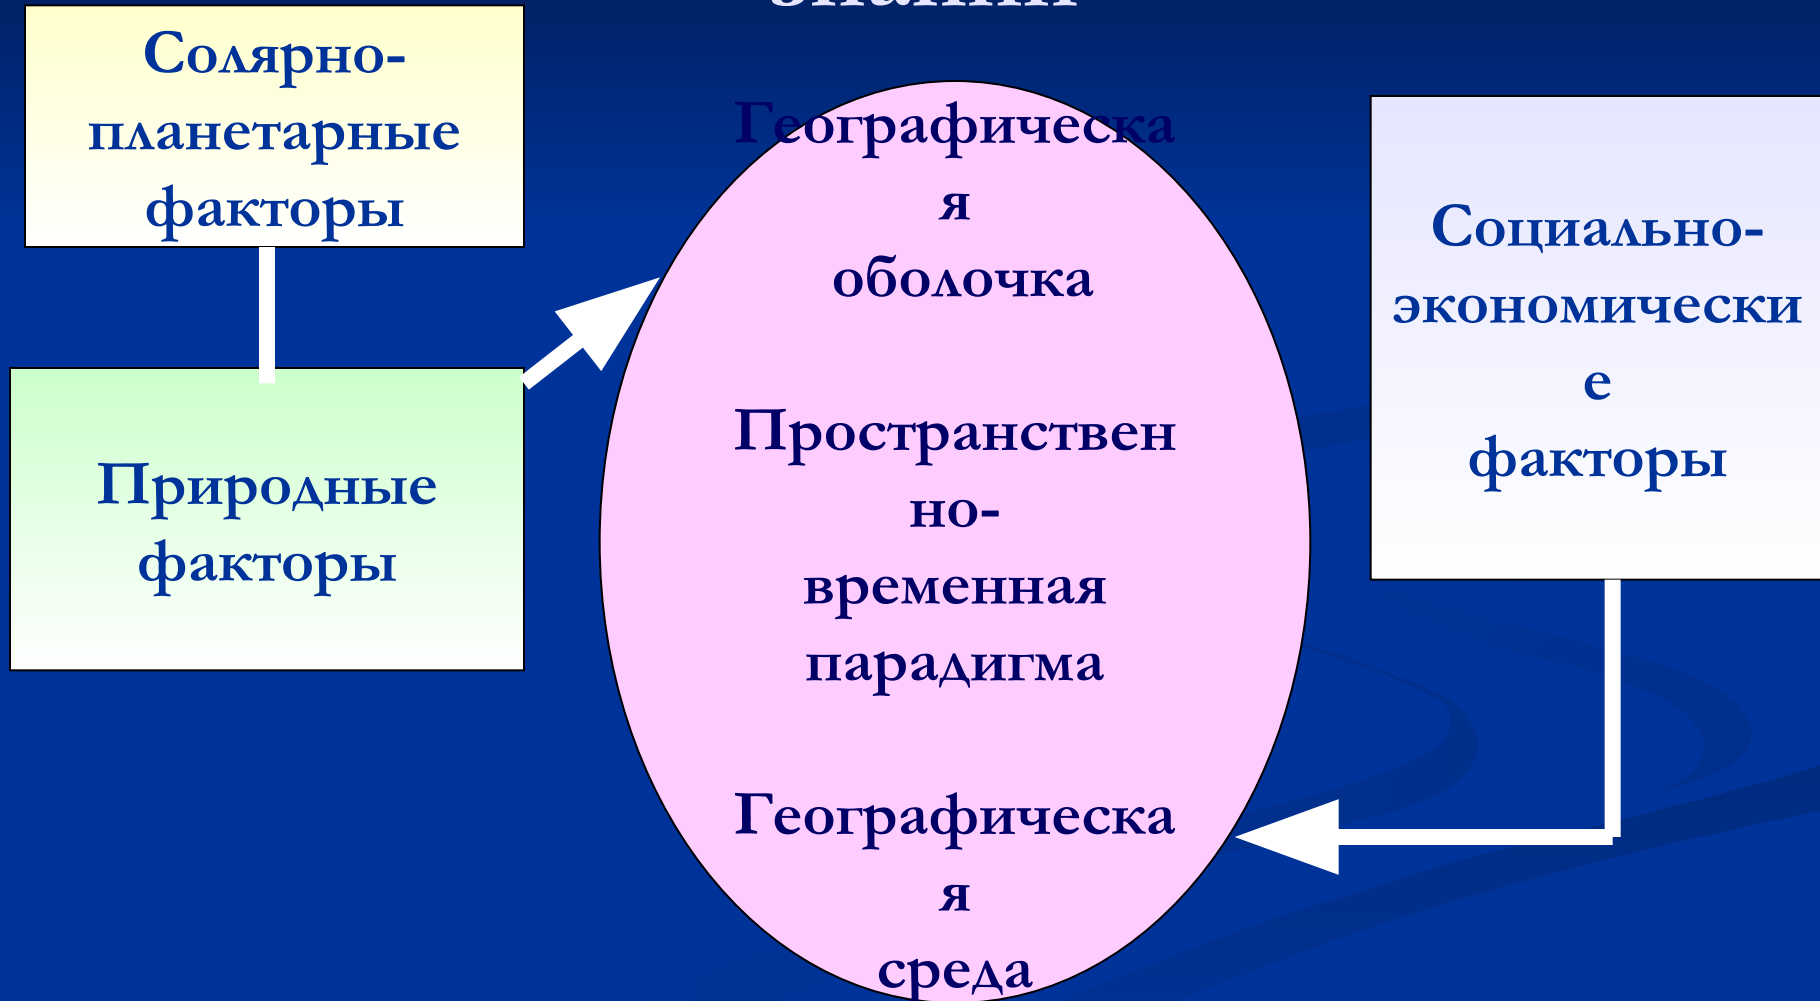 Солярно-
планетарные
факторы
Природные
факторы
Географическа
я
оболочка
Пространствен
но-
временная
парадигма
Географическа
я
среда
Социально-
экономически
е
факторы